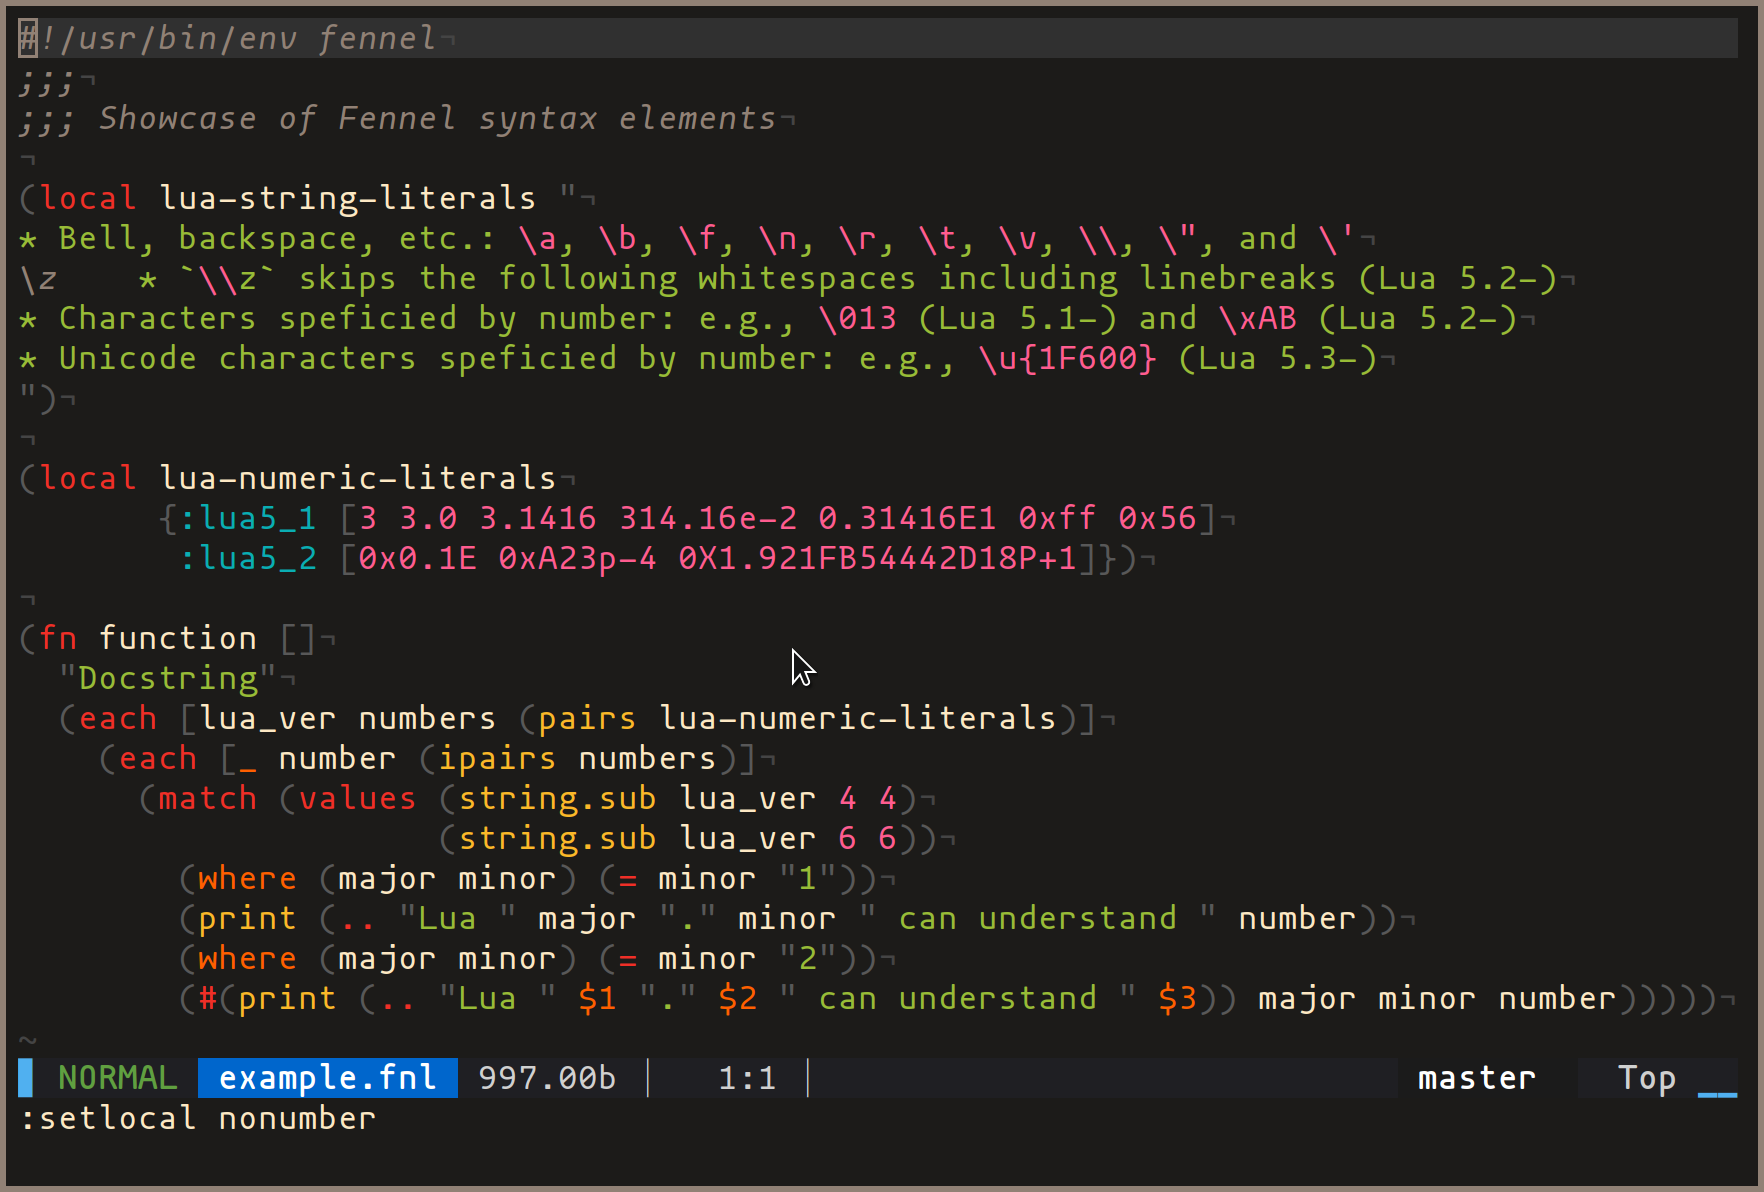 #!/usr/bin/env fennel¬
;;;¬
;;; Showcase of Fennel syntax elements¬
¬
(local lua-string-literals "¬
* Bell, backspace, etc.: \a, \b, \f, \n, \r, \t, \v, \\, \", and \'¬
\z    * `\\z` skips the following whitespaces including linebreaks (Lua 5.2-)¬
* Characters speficied by number: e.g., \013 (Lua 5.1-) and \xAB (Lua 5.2-)¬
* Unicode characters speficied by number: e.g., \u{1F600} (Lua 5.3-)¬
")¬
¬
(local lua-numeric-literals¬
       {:lua5_1 [3 3.0 3.1416 314.16e-2 0.31416E1 0xff 0x56]¬
        :lua5_2 [0x0.1E 0xA23p-4 0X1.921FB54442D18P+1]})¬
¬
(fn function []¬
  "Docstring"¬
  (each [lua_ver numbers (pairs lua-numeric-literals)]¬
    (each [_ number (ipairs numbers)]¬
      (match (values (string.sub lua_ver 4 4)¬
                     (string.sub lua_ver 6 6))¬
        (where (major minor) (= minor "1"))¬
        (print (.. "Lua " major "." minor " can understand " number))¬
        (where (major minor) (= minor "2"))¬
        (#(print (.. "Lua " $1 "." $2 " can understand " $3)) major minor number)))))¬
~
NORMAL example.fnl 997.00b │ 1:1 │ master Top __
:setlocal nonumber